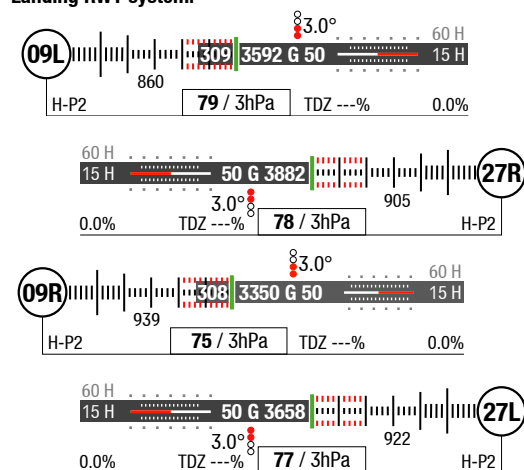 Landing RWY system:
3.0°
60 H
09L 309 3592 G 50 15 H
860
H-P2 79 / 3hPa TDZ ---% 0.0%
60 H
15 H 50 G 3882 27R
3.0° 905
0.0% TDZ ---% 78 / 3hPa H-P2
3.0°
60 H
09R 308 3350 G 50 15 H
939
H-P2 75 / 3hPa TDZ ---% 0.0%
60 H
15 H 50 G 3658 27L
3.0° 922
0.0% TDZ ---% 77 / 3hPa H-P2